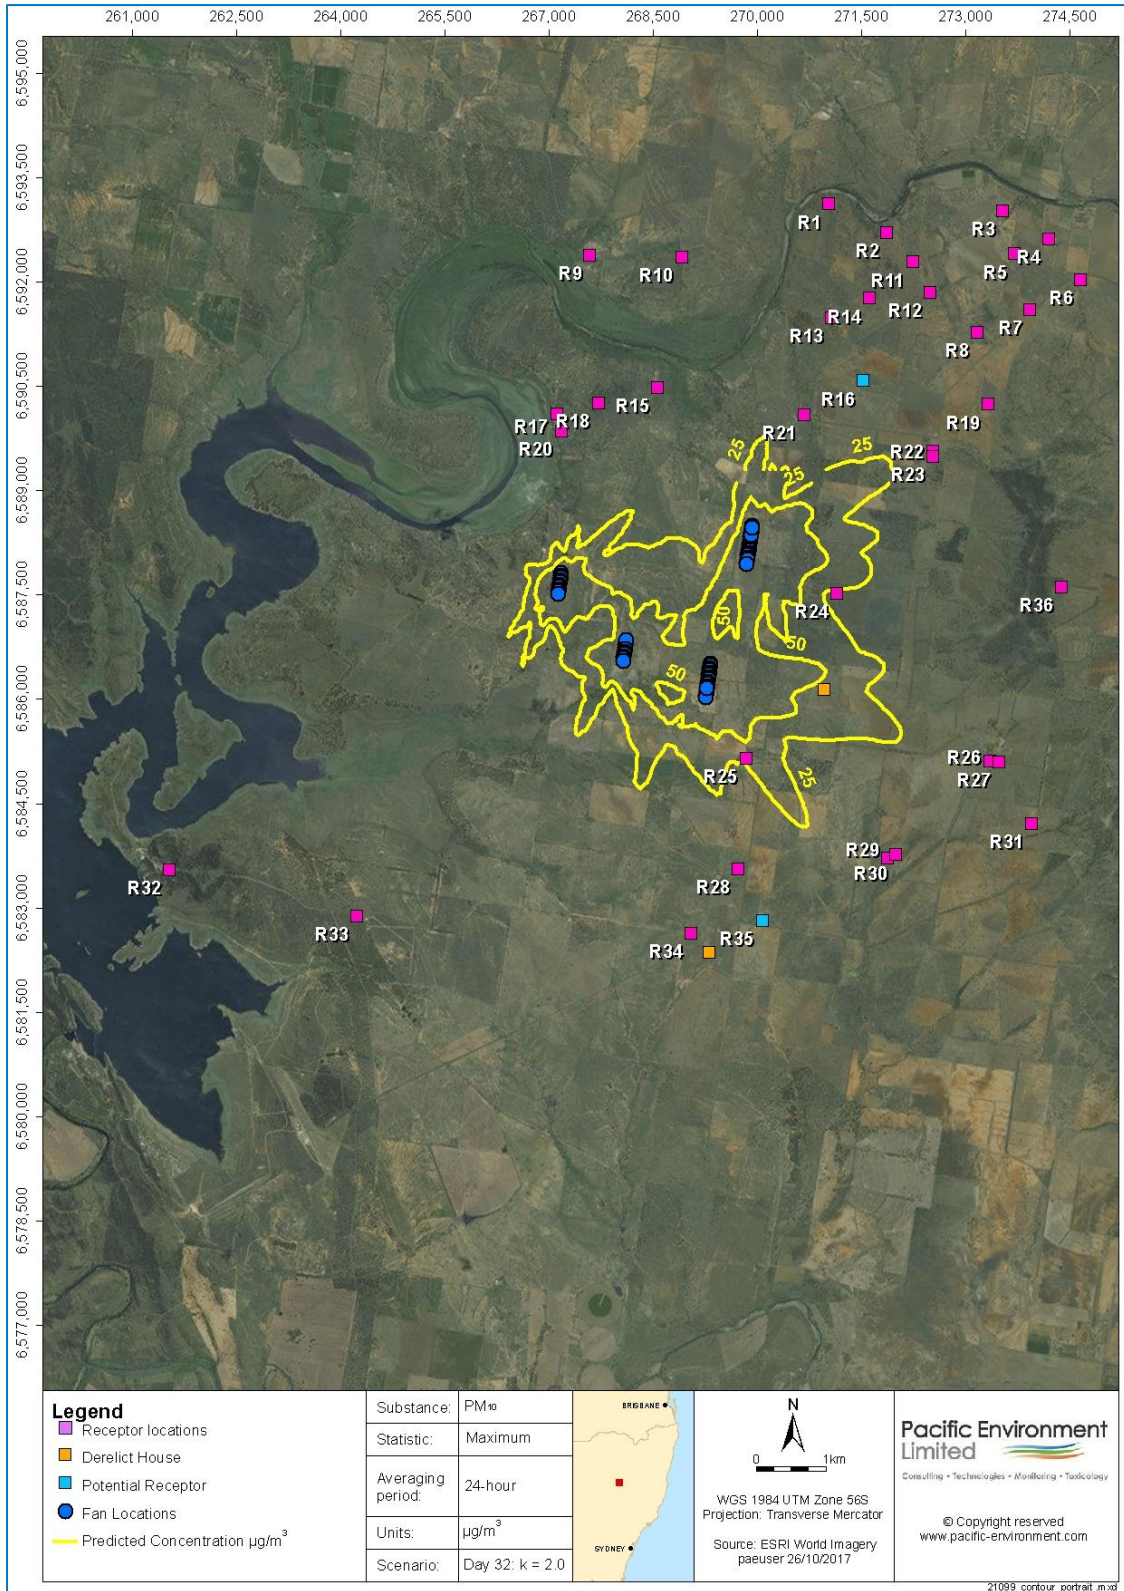 261,000 262,500 264,000 265,500 267,000 268,500 270,000 271,500 273,000 274,500
6,595,000
6,593,500
6,592,000
6,590,500
6,589,000
6,587,500
6,586,000
6,584,500
6,583,000
6,581,500
6,580,000
6,578,500
6,577,000
R1
R3
R2
R4
R5
R9
R10
R11
R6
R12
R14
R7
R13
R8
R16
R15
R18
R17
R19
R21
R20
25
25
25
R22
R23
R24
R36
50
50
50
R25
25
R26
R27
R31
R29
R30
R28
R32
R33
R35
R34
Legend
Receptor locations
Derelict House
Potential Receptor
Fan Locations
Predicted Concentration µg/m³
Substance: PM₁₀
Statistic: Maximum
Averaging period: 24-hour
Units: µg/m³
Scenario: Day 32: k = 2.0
BRISBANE
SYDNEY
N
0 1km
WGS 1984 UTM Zone 56S
Projection: Transverse Mercator
Source: ESRI World Imagery
paeuser 26/10/2017
Pacific Environment
Limited
Consulting • Technologies • Monitoring • Toxicology
© Copyright reserved
www.pacific-environment.com
21099_contour_portrait.mxd